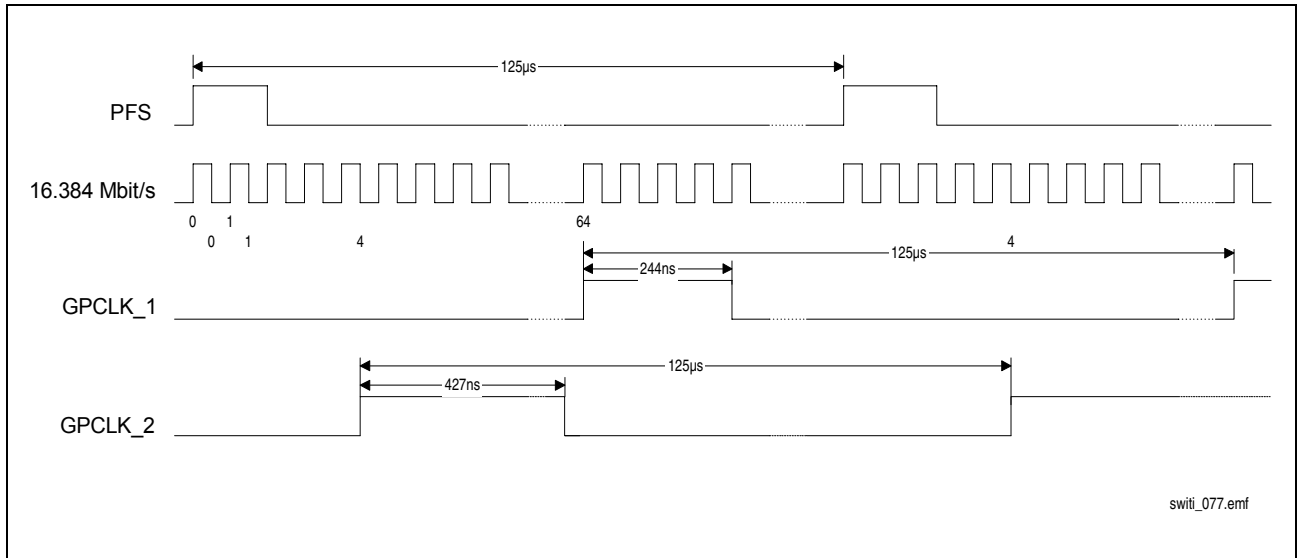 125µs
PFS
16.384 Mbit/s
0 1 64
0 1 4 4
125µs
244ns
GPCLK_1
125µs
427ns
GPCLK_2
switi_077.emf